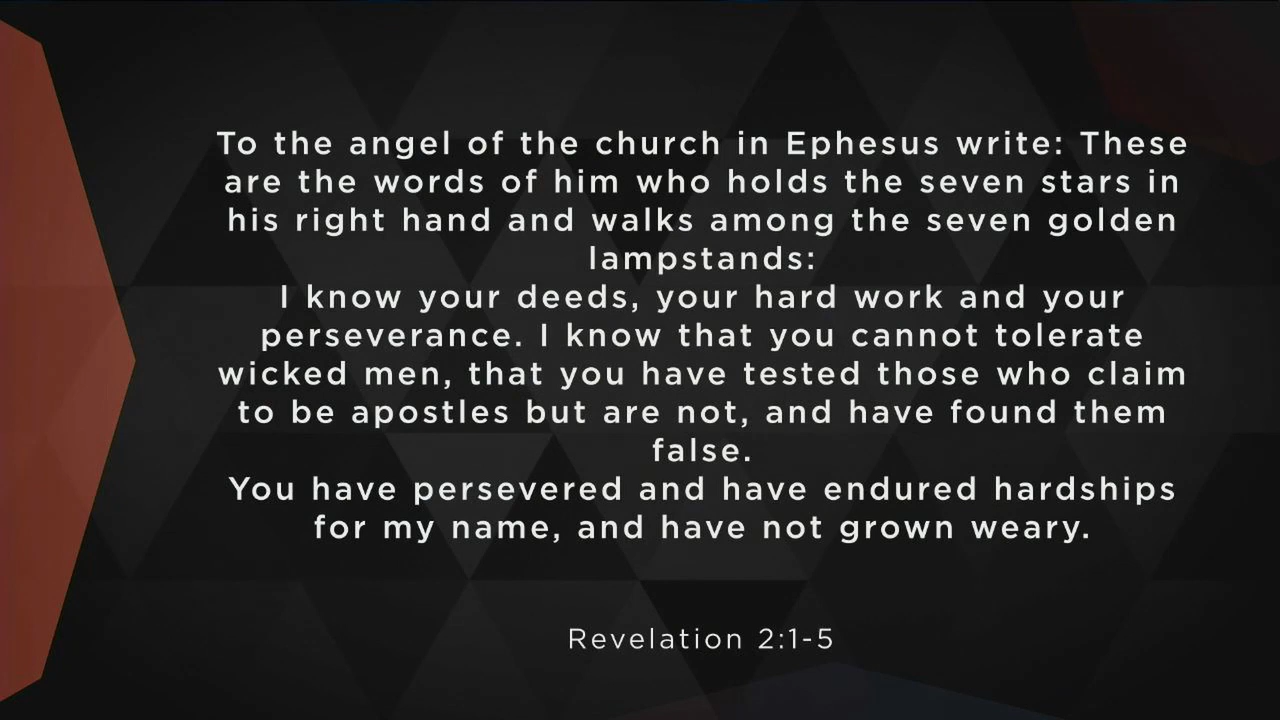 To the angel of the church in Ephesus write: These
are the words of him who holds the seven stars in
his right hand and walks among the seven golden
lampstands:
I know your deeds, your hard work and your
perseverance. I know that you cannot tolerate
wicked men, that you have tested those who claim
to be apostles but are not, and have found them
false.
You have persevered and have endured hardships
for my name, and have not grown weary.
Revelation 2:1-5